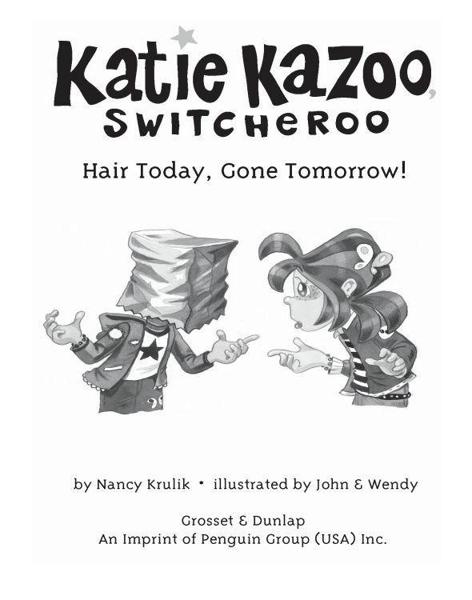 Katie Kazoo,
SWITCHEROO
Hair Today, Gone Tomorrow!
by Nancy Krulik • illustrated by John & Wendy
Grosset & Dunlap
An Imprint of Penguin Group (USA) Inc.